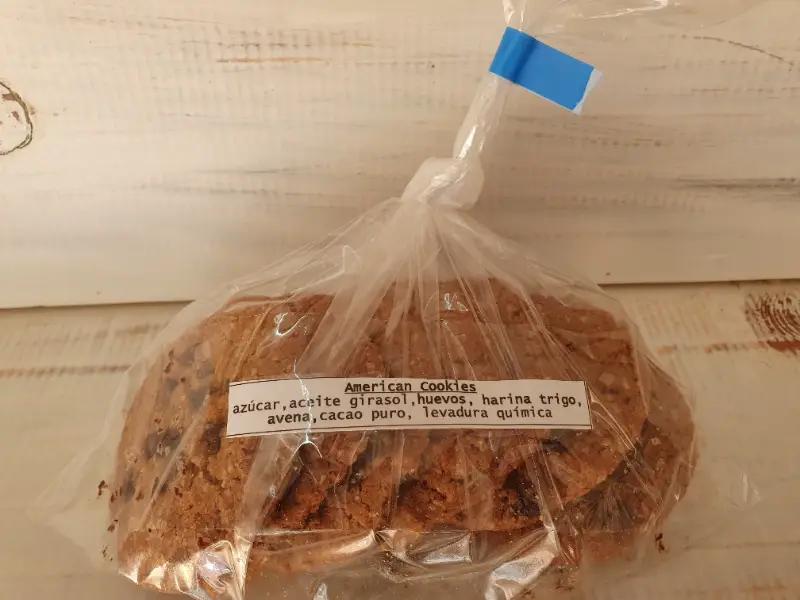 American Cookies
azúcar,aceite girasol,huevos, harina trigo,
avena,cacao puro, levadura química